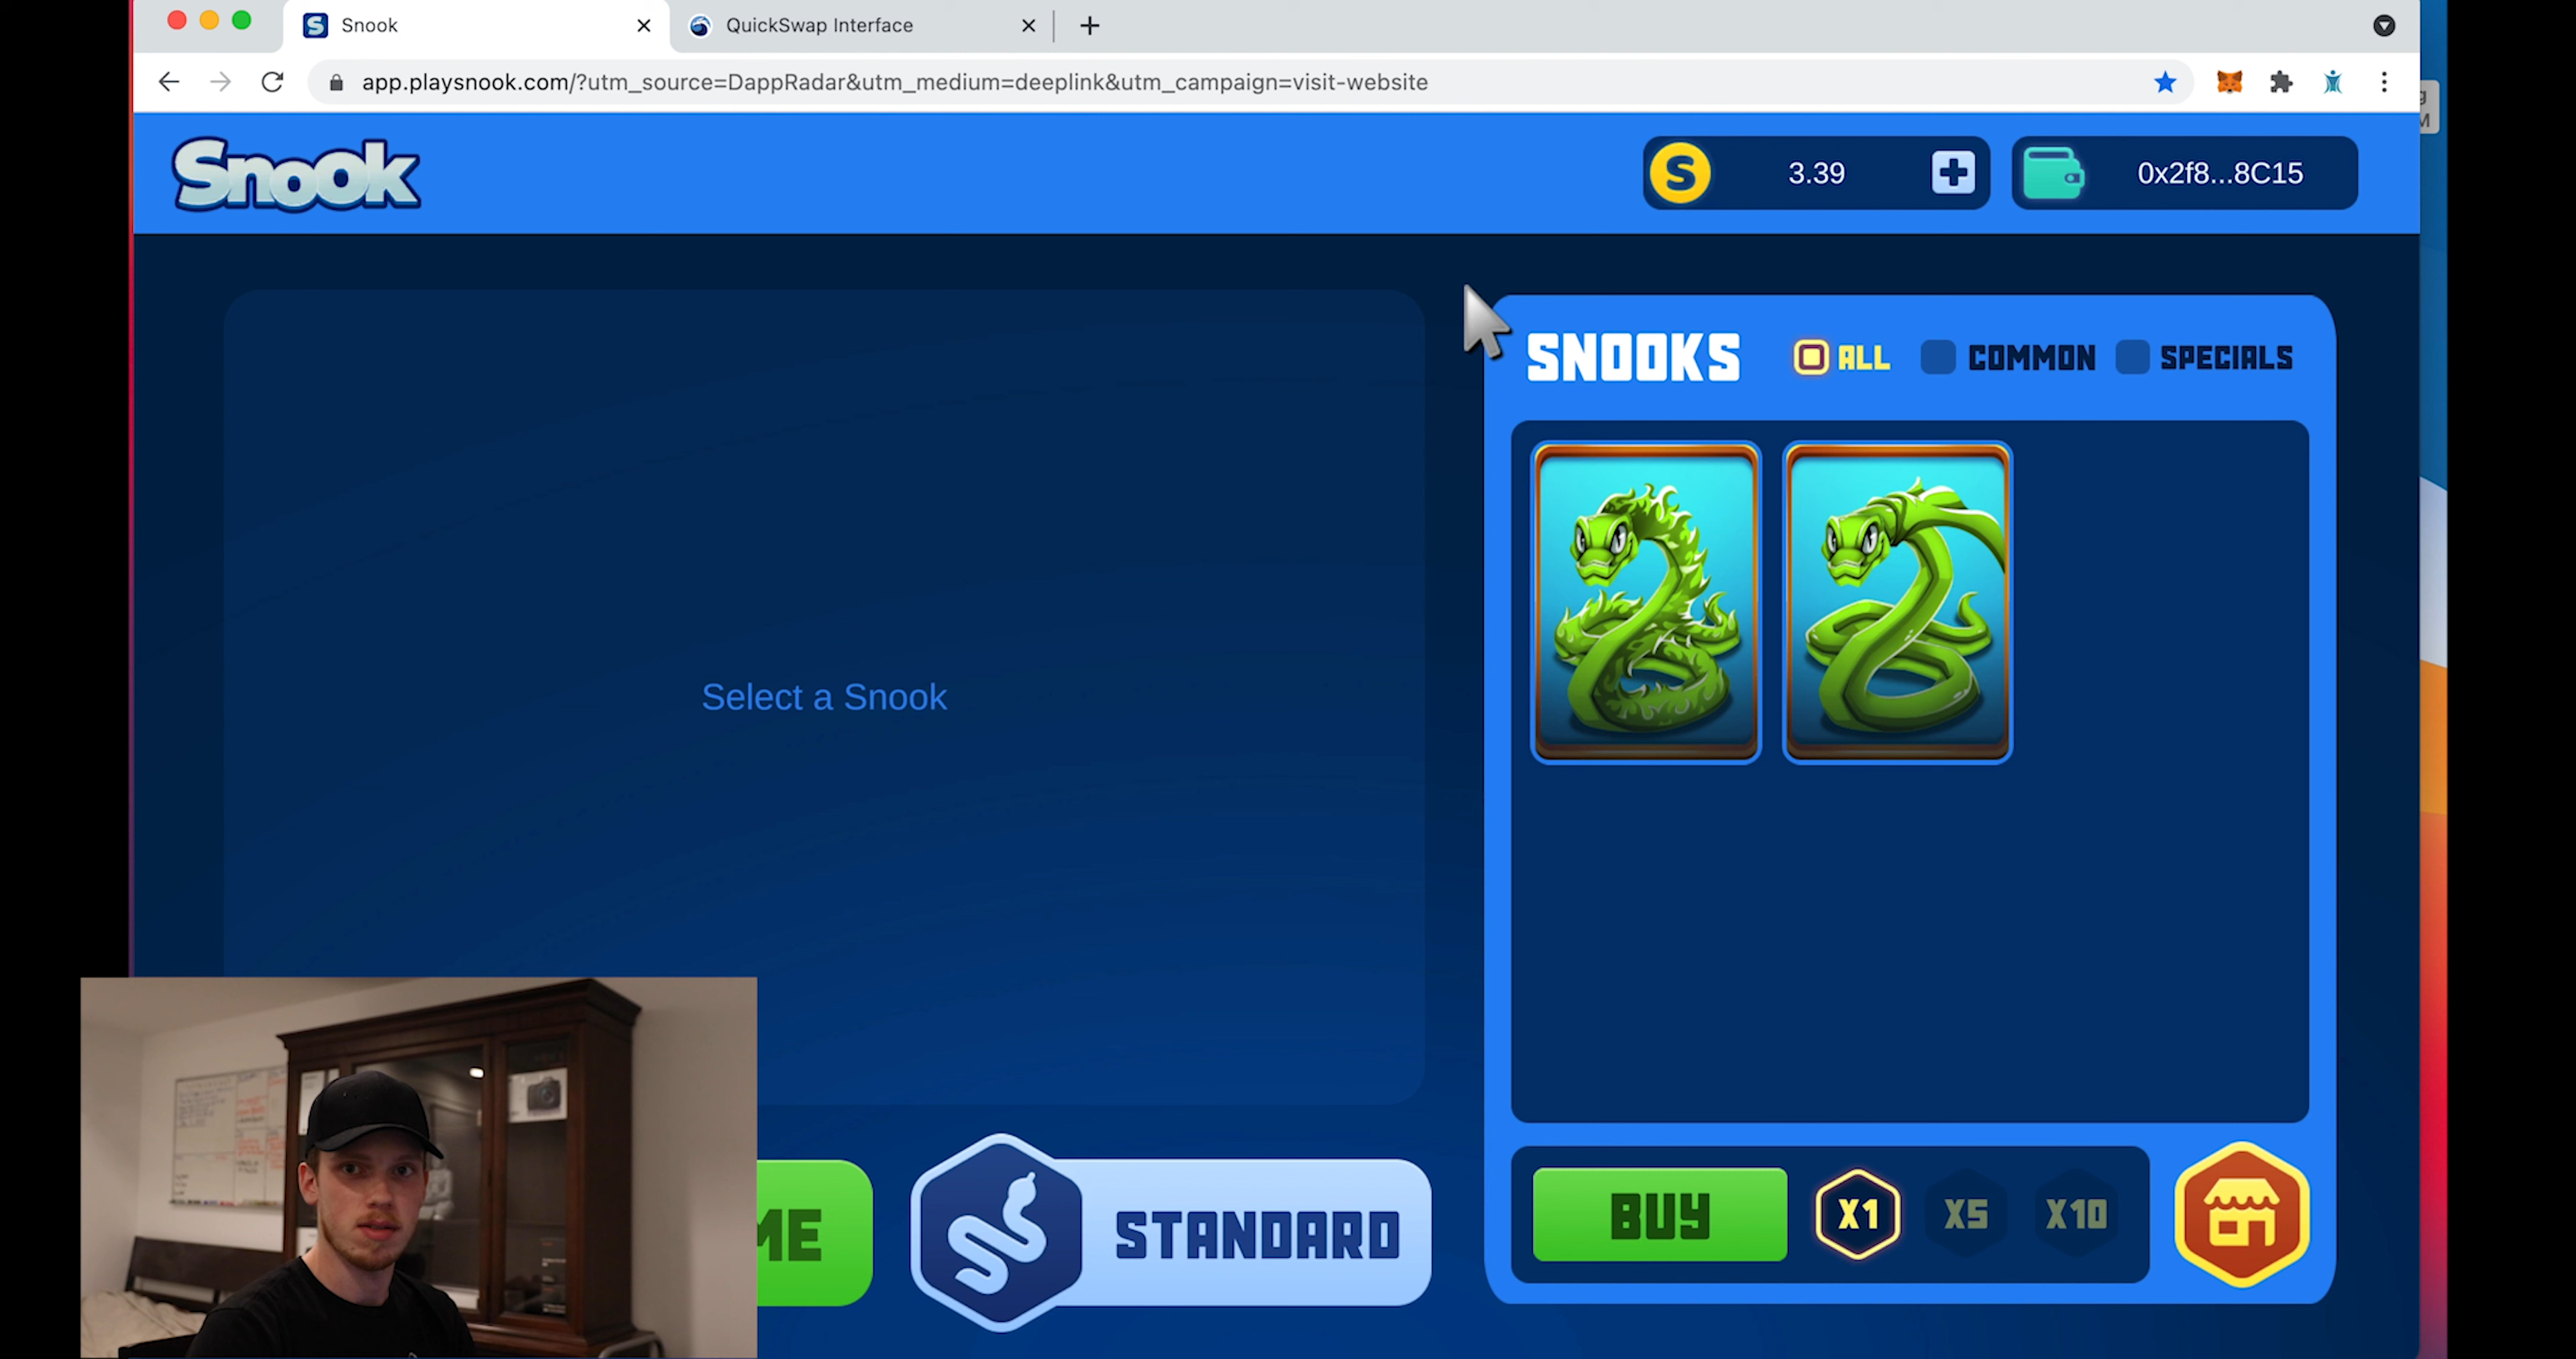 Snook
QuickSwap Interface
app.playsnook.com/?utm_source=DappRadar&utm_medium=deeplink&utm_campaign=visit-website
Snook
S
3.39
0x2f8...8C15
SNOOKS
ALL
COMMON
SPECIALS
Select a Snook
ME
STANDARD
BUY
X1
X5
X10